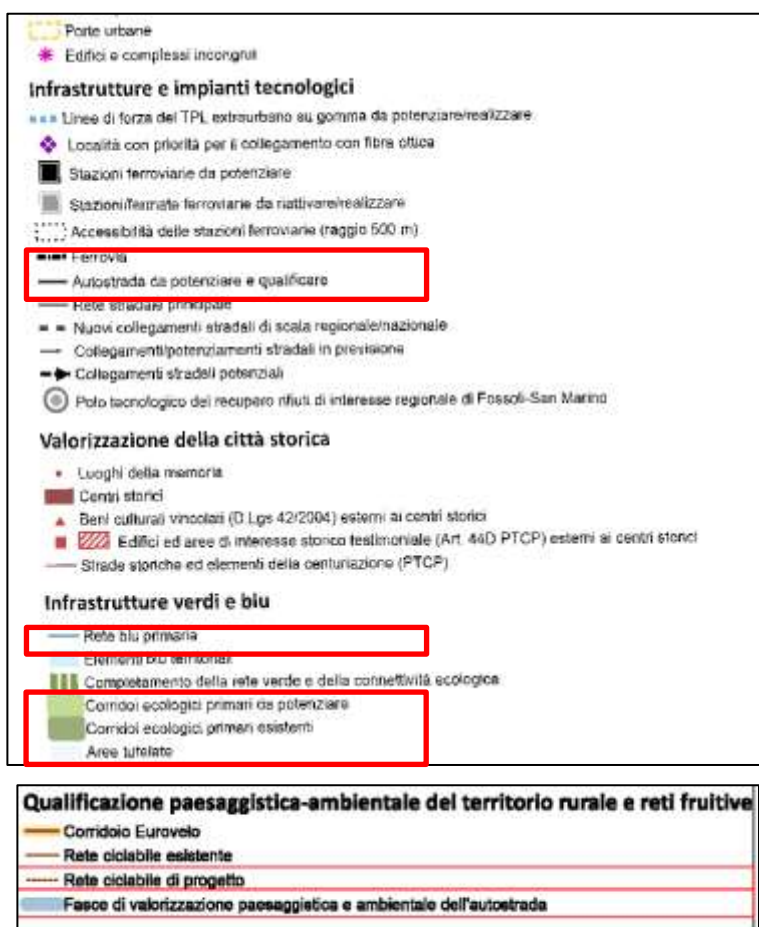 Porte urbane
Edifici e complessi incongrui
Infrastrutture e impianti tecnologici
Linee di forza del TPL extraurbano su gomma da potenziare/realizzare
Località con priorità per il collegamento con fibra ottica
Stazioni ferroviarie da potenziare
Stazioni/fermate ferroviarie da riattivare/realizzare
Accessibilità delle stazioni ferroviarie (raggio 500 m)
Ferrovia
Autostrada da potenziare e qualificare
Rete stradale principale
Nuovi collegamenti stradali di scala regionale/nazionale
Collegamenti/potenziamenti stradali in previsione
Collegamenti stradali potenziali
Polo tecnologico del recupero rifiuti di interesse regionale di Fossoli-San Marino
Valorizzazione della città storica
Luoghi della memoria
Centri storici
Beni culturali vincolati (D.Lgs 42/2004) esterni ai centri storici
Edifici ed aree di interesse storico testimoniale (Art. 44D PTCP) esterni ai centri storici
Strade storiche ed elementi della centuriazione (PTCP)
Infrastrutture verdi e blu
Rete blu primaria
Elementi blu territoriali
Completamento della rete verde e della connettività ecologica
Corridoi ecologici primari da potenziare
Corridoi ecologici primari esistenti
Aree tutelate
Qualificazione paesaggistica-ambientale del territorio rurale e reti fruitive
Corridoio Eurovelo
Rete ciclabile esistente
Rete ciclabile di progetto
Fasce di valorizzazione paesaggistica e ambientale dell'autostrada